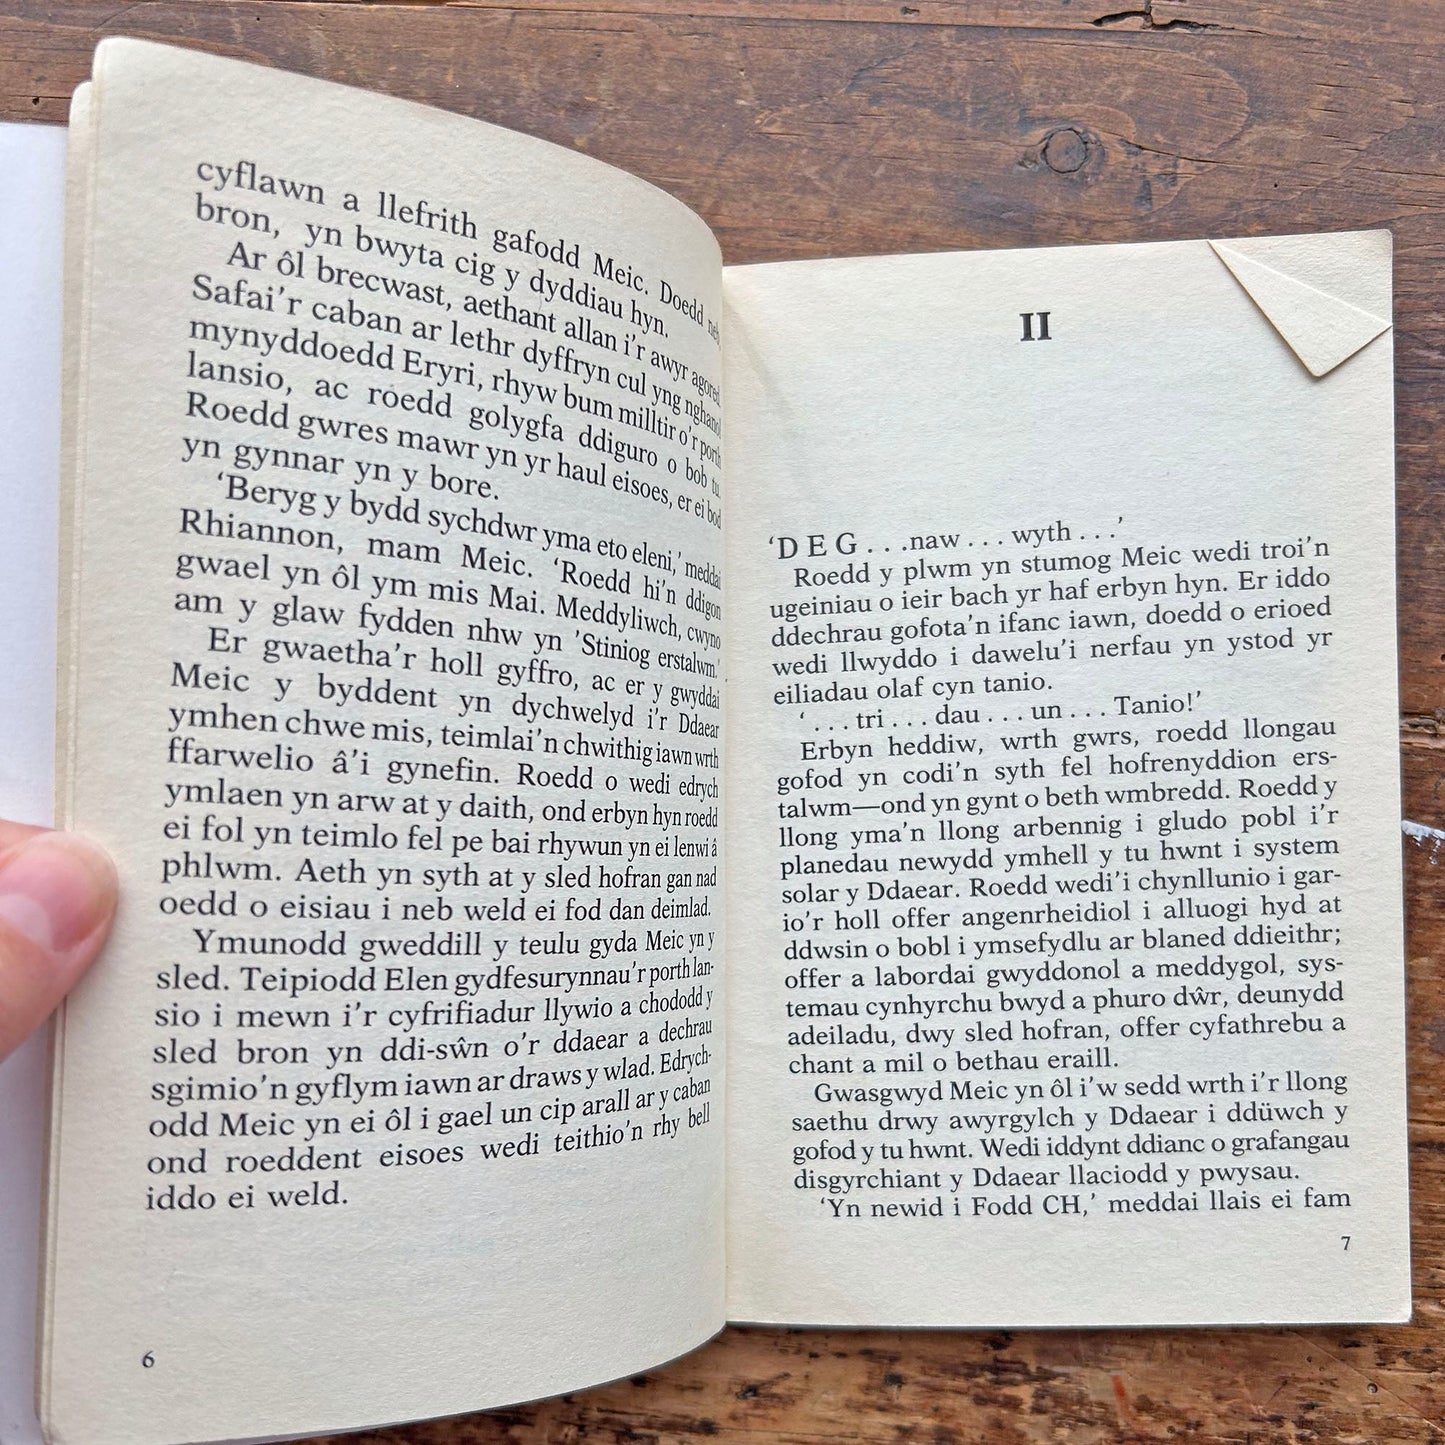 cyflawn a llefrith gafodd Meic. Doedd neb,
bron, yn bwyta cig y dyddiau hyn.
Ar ôl brecwast, aethant allan i'r awyr agored.
Safai'r caban ar lethr dyffryn cul yng nghanol
mynyddoedd Eryri, rhyw bum milltir o'r porth
lansio, ac roedd golygfa ddiguro o bob tu.
Roedd gwres mawr yn yr haul eisoes, er ei bod
yn gynnar yn y bore.
'Beryg y bydd sychdwr yma eto eleni,' meddai
Rhiannon, mam Meic. 'Roedd hi'n ddigon
gwael yn ôl ym mis Mai. Meddyliwch, cwyno
am y glaw fydden nhw yn 'Stiniog erstalwm.'
Er gwaetha'r holl gyffro, ac er y gwyddai
Meic y byddent yn dychwelyd i'r Ddaear
ymhen chwe mis, teimlai'n chwithig iawn wrth
ffarwelio â'i gynefin. Roedd o wedi edrych
ymlaen yn arw at y daith, ond erbyn hyn roedd
ei fol yn teimlo fel pe bai rhywun yn ei lenwi â
phlwm. Aeth yn syth at y sled hofran gan nad
oedd o eisiau i neb weld ei fod dan deimlad.
Ymunodd gweddill y teulu gyda Meic yn y
sled. Teipiodd Elen gydfesurynnau'r porth lan-
sio i mewn i'r cyfrifiadur llywio a chododd y
sled bron yn ddi-sŵn o'r ddaear a dechrau
sgimio'n gyflym iawn ar draws y wlad. Edrych-
odd Meic yn ei ôl i gael un cip arall ar y caban
ond roeddent eisoes wedi teithio'n rhy bell
iddo ei weld.
6
II
'DEG . . .naw . . . wyth . . .'
Roedd y plwm yn stumog Meic wedi troi'n
ugeiniau o ieir bach yr haf erbyn hyn. Er iddo
ddechrau gofota'n ifanc iawn, doedd o erioed
wedi llwyddo i dawelu'i nerfau yn ystod yr
eiliadau olaf cyn tanio.
' . . . tri . . . dau . . . un . . . Tanio!'
Erbyn heddiw, wrth gwrs, roedd llongau
gofod yn codi'n syth fel hofrenyddion ers-
talwm—ond yn gynt o beth wmbredd. Roedd y
llong yma'n llong arbennig i gludo pobl i'r
planedau newydd ymhell y tu hwnt i system
solar y Ddaear. Roedd wedi'i chynllunio i gar-
io'r holl offer angenrheidiol i alluogi hyd at
ddwsin o bobl i ymsefydlu ar blaned ddieithr;
offer a labordai gwyddonol a meddygol, sys-
temau cynhyrchu bwyd a phuro dŵr, deunydd
adeiladu, dwy sled hofran, offer cyfathrebu a
chant a mil o bethau eraill.
Gwasgwyd Meic yn ôl i'w sedd wrth i'r llong
saethu drwy awyrgylch y Ddaear i ddüwch y
gofod y tu hwnt. Wedi iddynt ddianc o grafangau
disgyrchiant y Ddaear llaciodd y pwysau.
'Yn newid i Fodd CH,' meddai llais ei fam
7